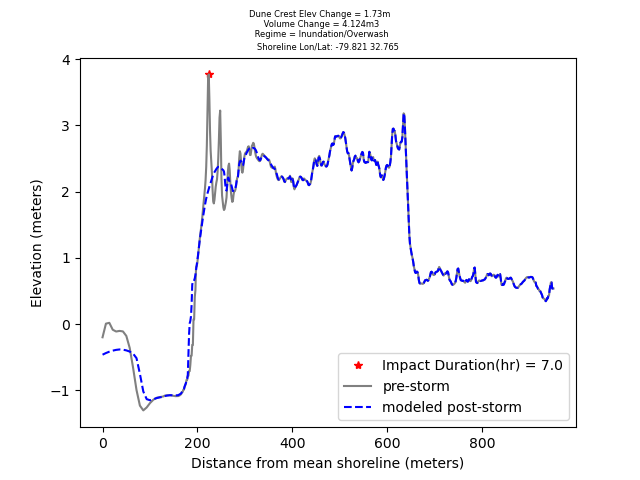 Dune Crest Elev Change = 1.73m
Volume Change = 4.124m3
Regime = Inundation/Overwash
Shoreline Lon/Lat: -79.821 32.765
4
3
2
1
0
−1
Elevation (meters)
Impact Duration(hr) = 7.0
pre-storm
modeled post-storm
0 200 400 600 800
Distance from mean shoreline (meters)